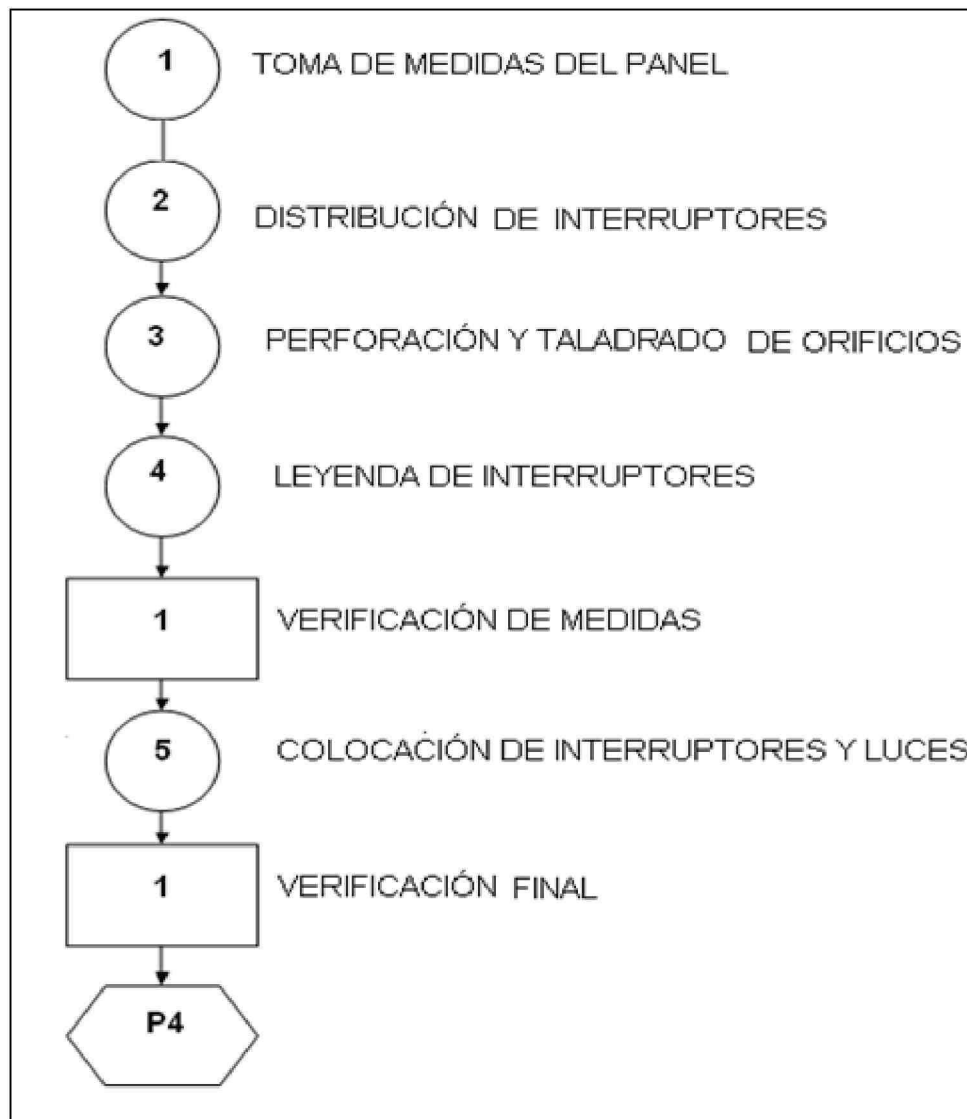 1 TOMA DE MEDIDAS DEL PANEL
2 DISTRIBUCIÓN DE INTERRUPTORES
3 PERFORACIÓN Y TALADRADO DE ORIFICIOS
4 LEYENDA DE INTERRUPTORES
1 VERIFICACIÓN DE MEDIDAS
5 COLOCACIÓN DE INTERRUPTORES Y LUCES
1 VERIFICACIÓN FINAL
P4